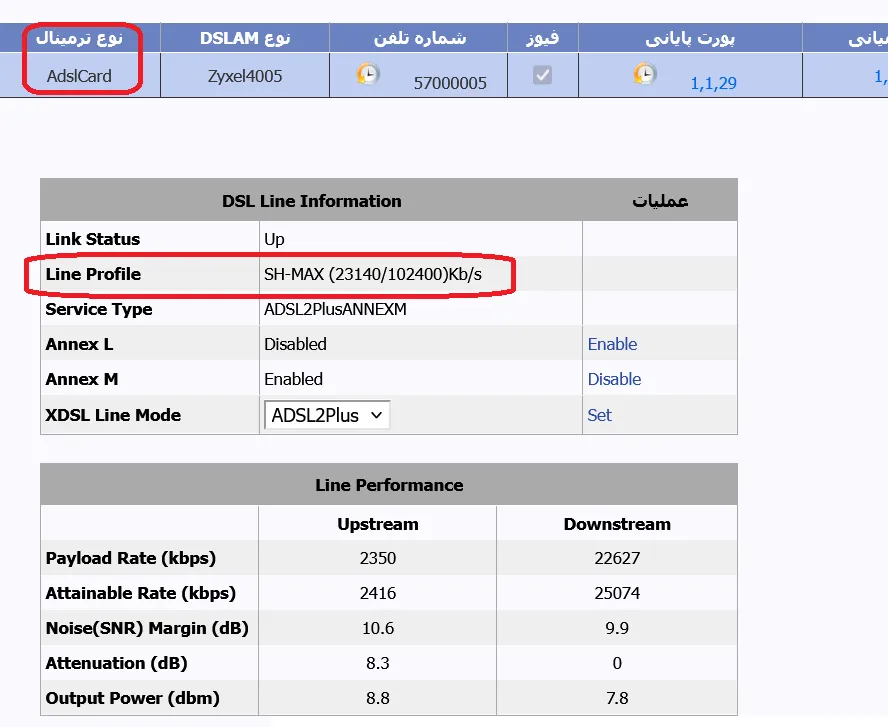 نوع ترمینال نوع DSLAM شماره تلفن فیوز پورت پایانی
AdslCard Zyxel4005 57000005 1,1,29 1,
DSL Line Information عملیات
Link Status Up
Line Profile SH-MAX (23140/102400)Kb/s
Service Type ADSL2PlusANNEXM
Annex L Disabled Enable
Annex M Enabled Disable
XDSL Line Mode ADSL2Plus Set
Line Performance
Upstream Downstream
Payload Rate (kbps) 2350 22627
Attainable Rate (kbps) 2416 25074
Noise(SNR) Margin (dB) 10.6 9.9
Attenuation (dB) 8.3 0
Output Power (dbm) 8.8 7.8